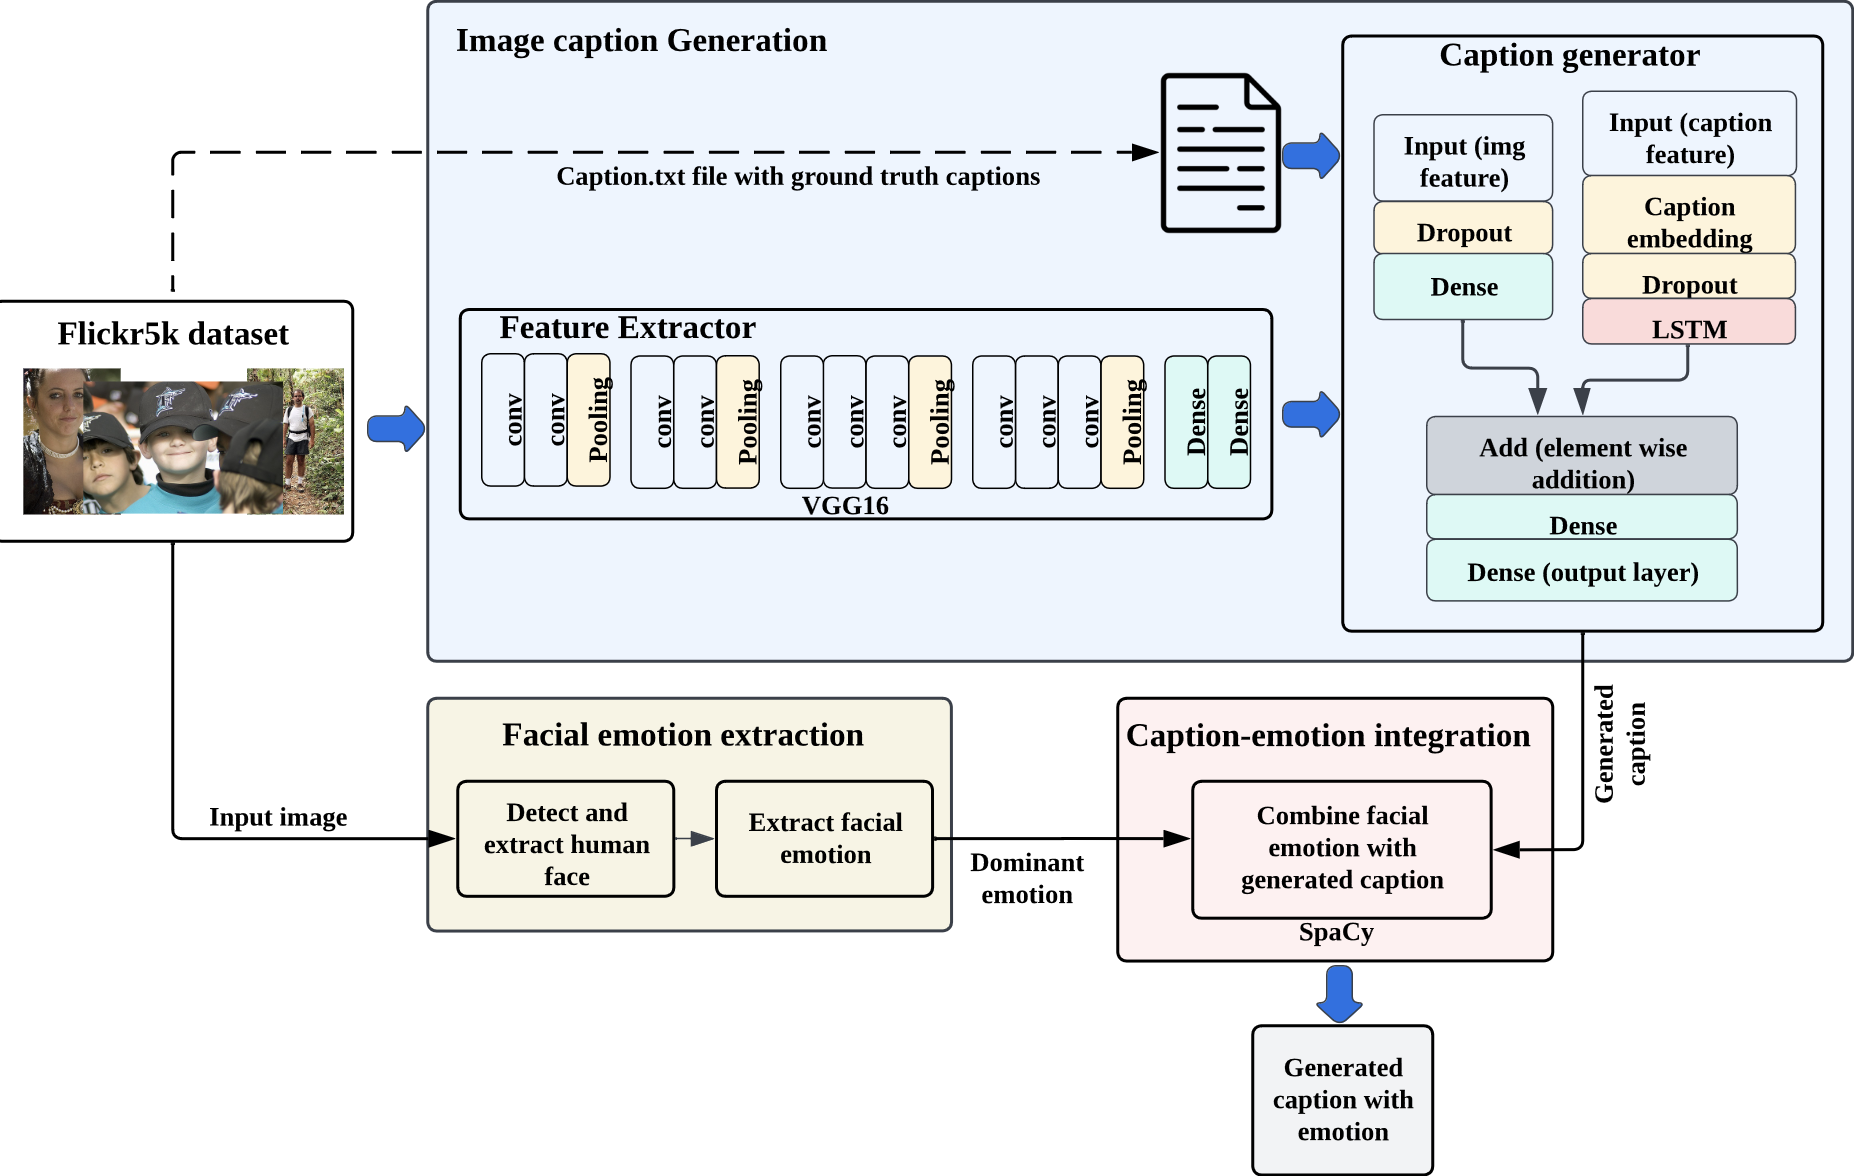 Image caption Generation
Caption generator
Input (img
feature)
Dropout
Dense
Input (caption
feature)
Caption
embedding
Dropout
LSTM
Add (element wise
addition)
Dense
Dense (output layer)
Caption.txt file with ground truth captions
Flickr5k dataset
Feature Extractor
conv
conv
Pooling
conv
conv
Pooling
conv
conv
conv
Pooling
conv
conv
conv
Pooling
Dense
Dense
VGG16
Generated
caption
Input image
Facial emotion extraction
Detect and
extract human
face
Extract facial
emotion
Dominant
emotion
Caption-emotion integration
Combine facial
emotion with
generated caption
SpaCy
Generated
caption with
emotion